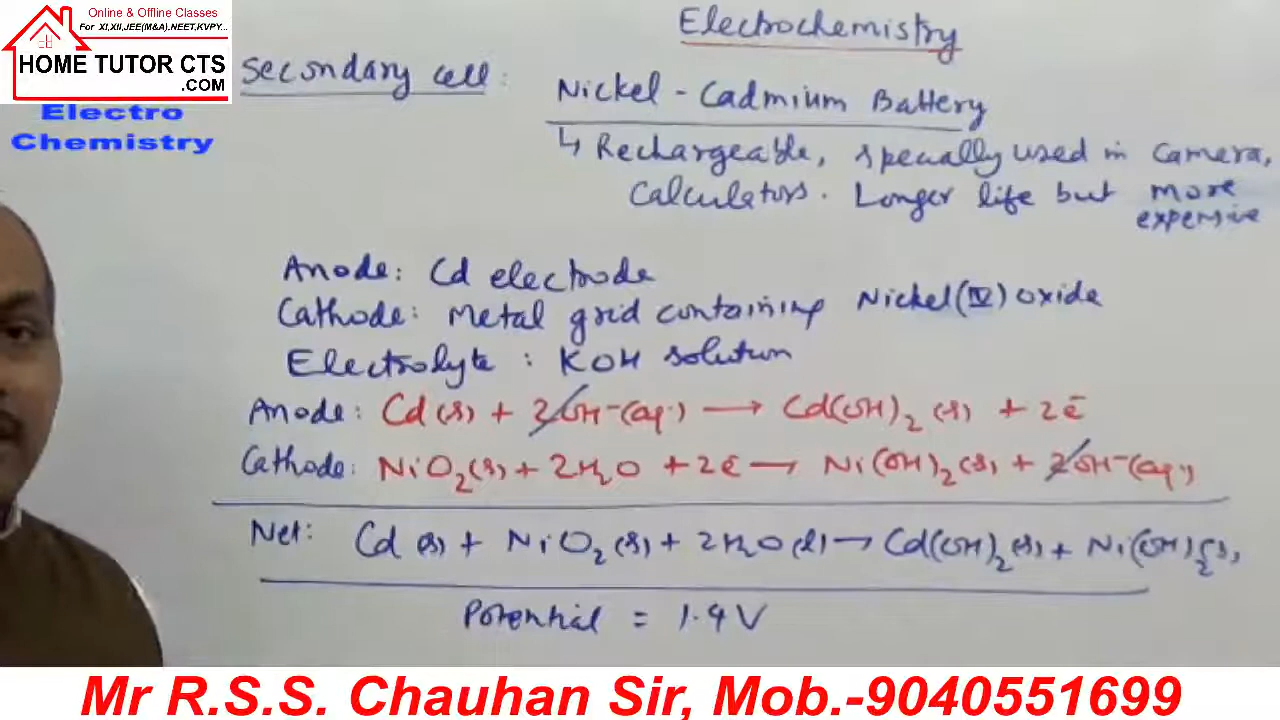 Online & Offline Classes
For XI,XII,JEE(M&A),NEET,KVPY...
HOME TUTOR CTS
.COM
Electro
Chemistry
Electrochemistry
Secondary cell :
Nickel - Cadmium Battery
↳ Rechargeable, specially used in camera,
Calculators. Longer life but more
expensive
Anode: Cd electrode
Cathode: Metal grid containing Nickel(IV) oxide
Electrolyte : KOH solution
Anode: Cd (s) + 2OH⁻(aq.) → Cd(OH)₂ (s) + 2ē
Cathode: NiO₂(s) + 2H₂O + 2ē → Ni(OH)₂(s) + 2OH⁻(aq)
Net: Cd (s) + NiO₂(s) + 2H₂O(l) → Cd(OH)₂(s) + Ni(OH)₂(s)
Potential = 1.4 V
Mr R.S.S. Chauhan Sir, Mob.-9040551699